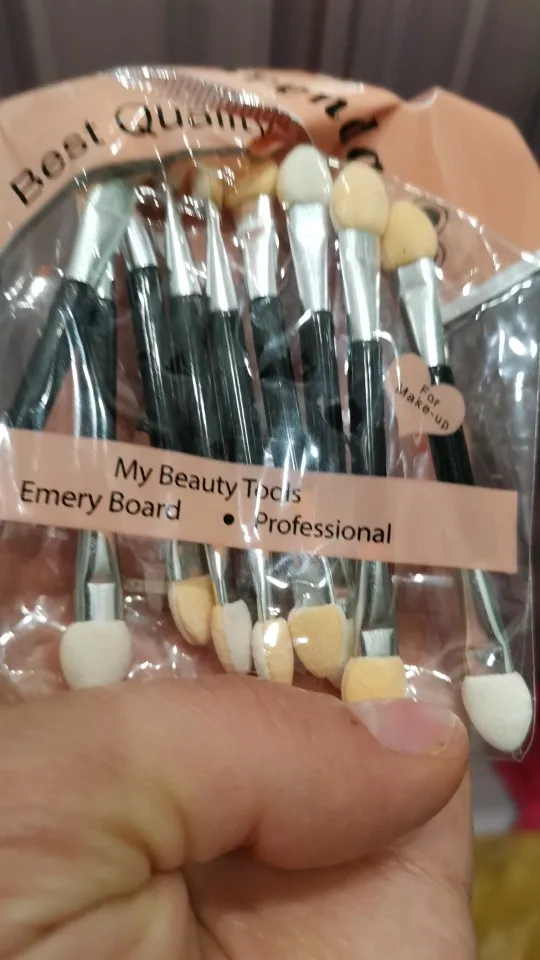 Best Quality
For
Make-up
My Beauty Tools
Emery Board • Professional